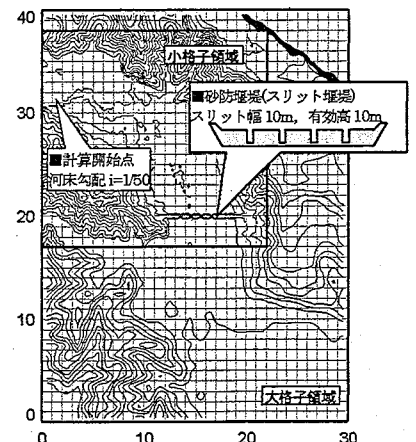 40
小格子領域
■砂防堰堤(スリット堰堤)
スリット幅 10m, 有効高 10m
30
■計算開始点
河床勾配 i=1/50
20
10
大格子領域
0
0 10 20 30